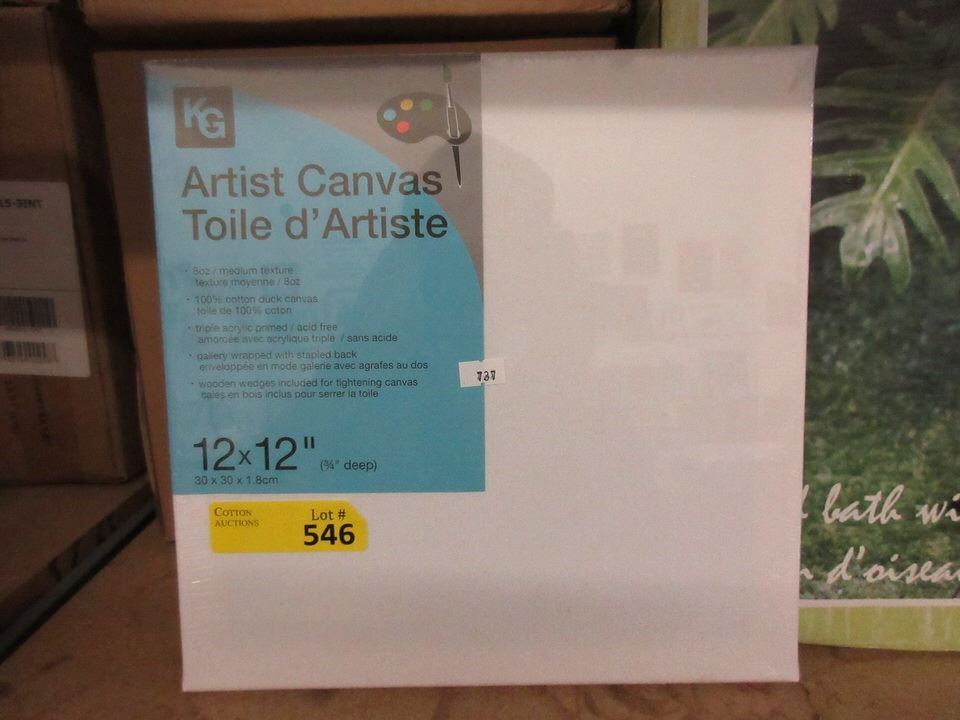 KG
Artist Canvas
Toile d'Artiste
• 8oz / medium texture
texture moyenne / 8oz
• 100% cotton duck canvas
toile de 100% coton
• triple acrylic primed / acid free
amorcée avec acrylique triple / sans acide
• gallery wrapped with stapled back
enveloppée en mode galerie avec agrafes au dos
• wooden wedges included for tightening canvas
cales en bois inclus pour serrer la toile
12x12" (¾" deep)
30 x 30 x 1.8cm
737
COTTON
AUCTIONS
Lot #
546
bath wi
d'oisea